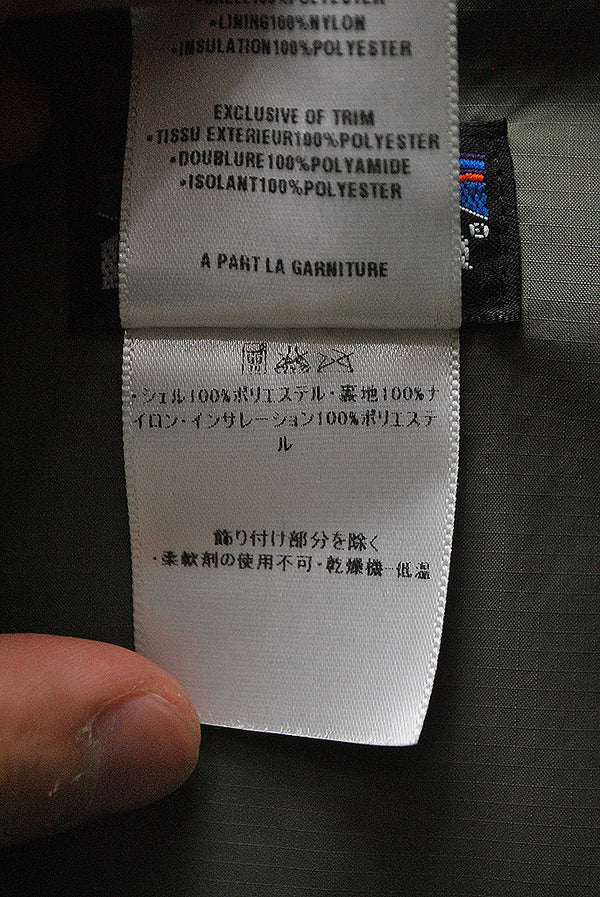 •LINING100%NYLON
•INSULATION100%POLYESTER
EXCLUSIVE OF TRIM
•TISSU EXTERIEUR100%POLYESTER
•DOUBLURE100%POLYAMIDE
•ISOLANT100%POLYESTER
A PART LA GARNITURE
・シェル100%ポリエステル・裏地100%ナ
イロン・インサレーション100%ポリエステ
ル
飾り付け部分を除く
・柔軟剤の使用不可・乾燥機-低温